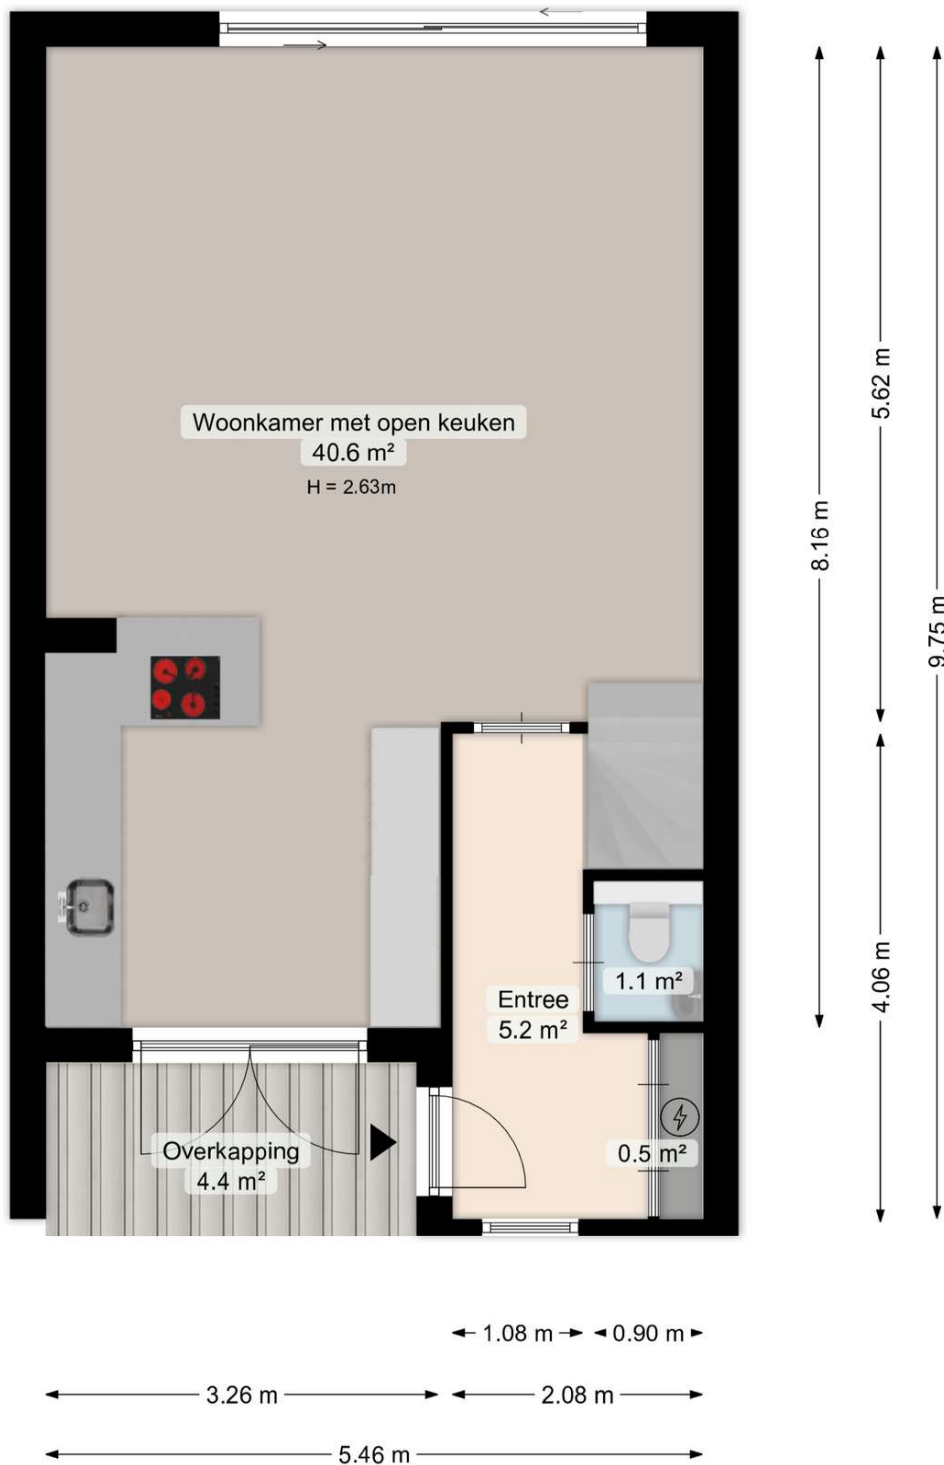 Woonkamer met open keuken
40.6 m²
H = 2.63m
5.62 m
8.16 m
9.75 m
4.06 m
1.1 m²
Entree
5.2 m²
0.5 m²
Overkapping
4.4 m²
1.08 m
0.90 m
3.26 m
2.08 m
5.46 m